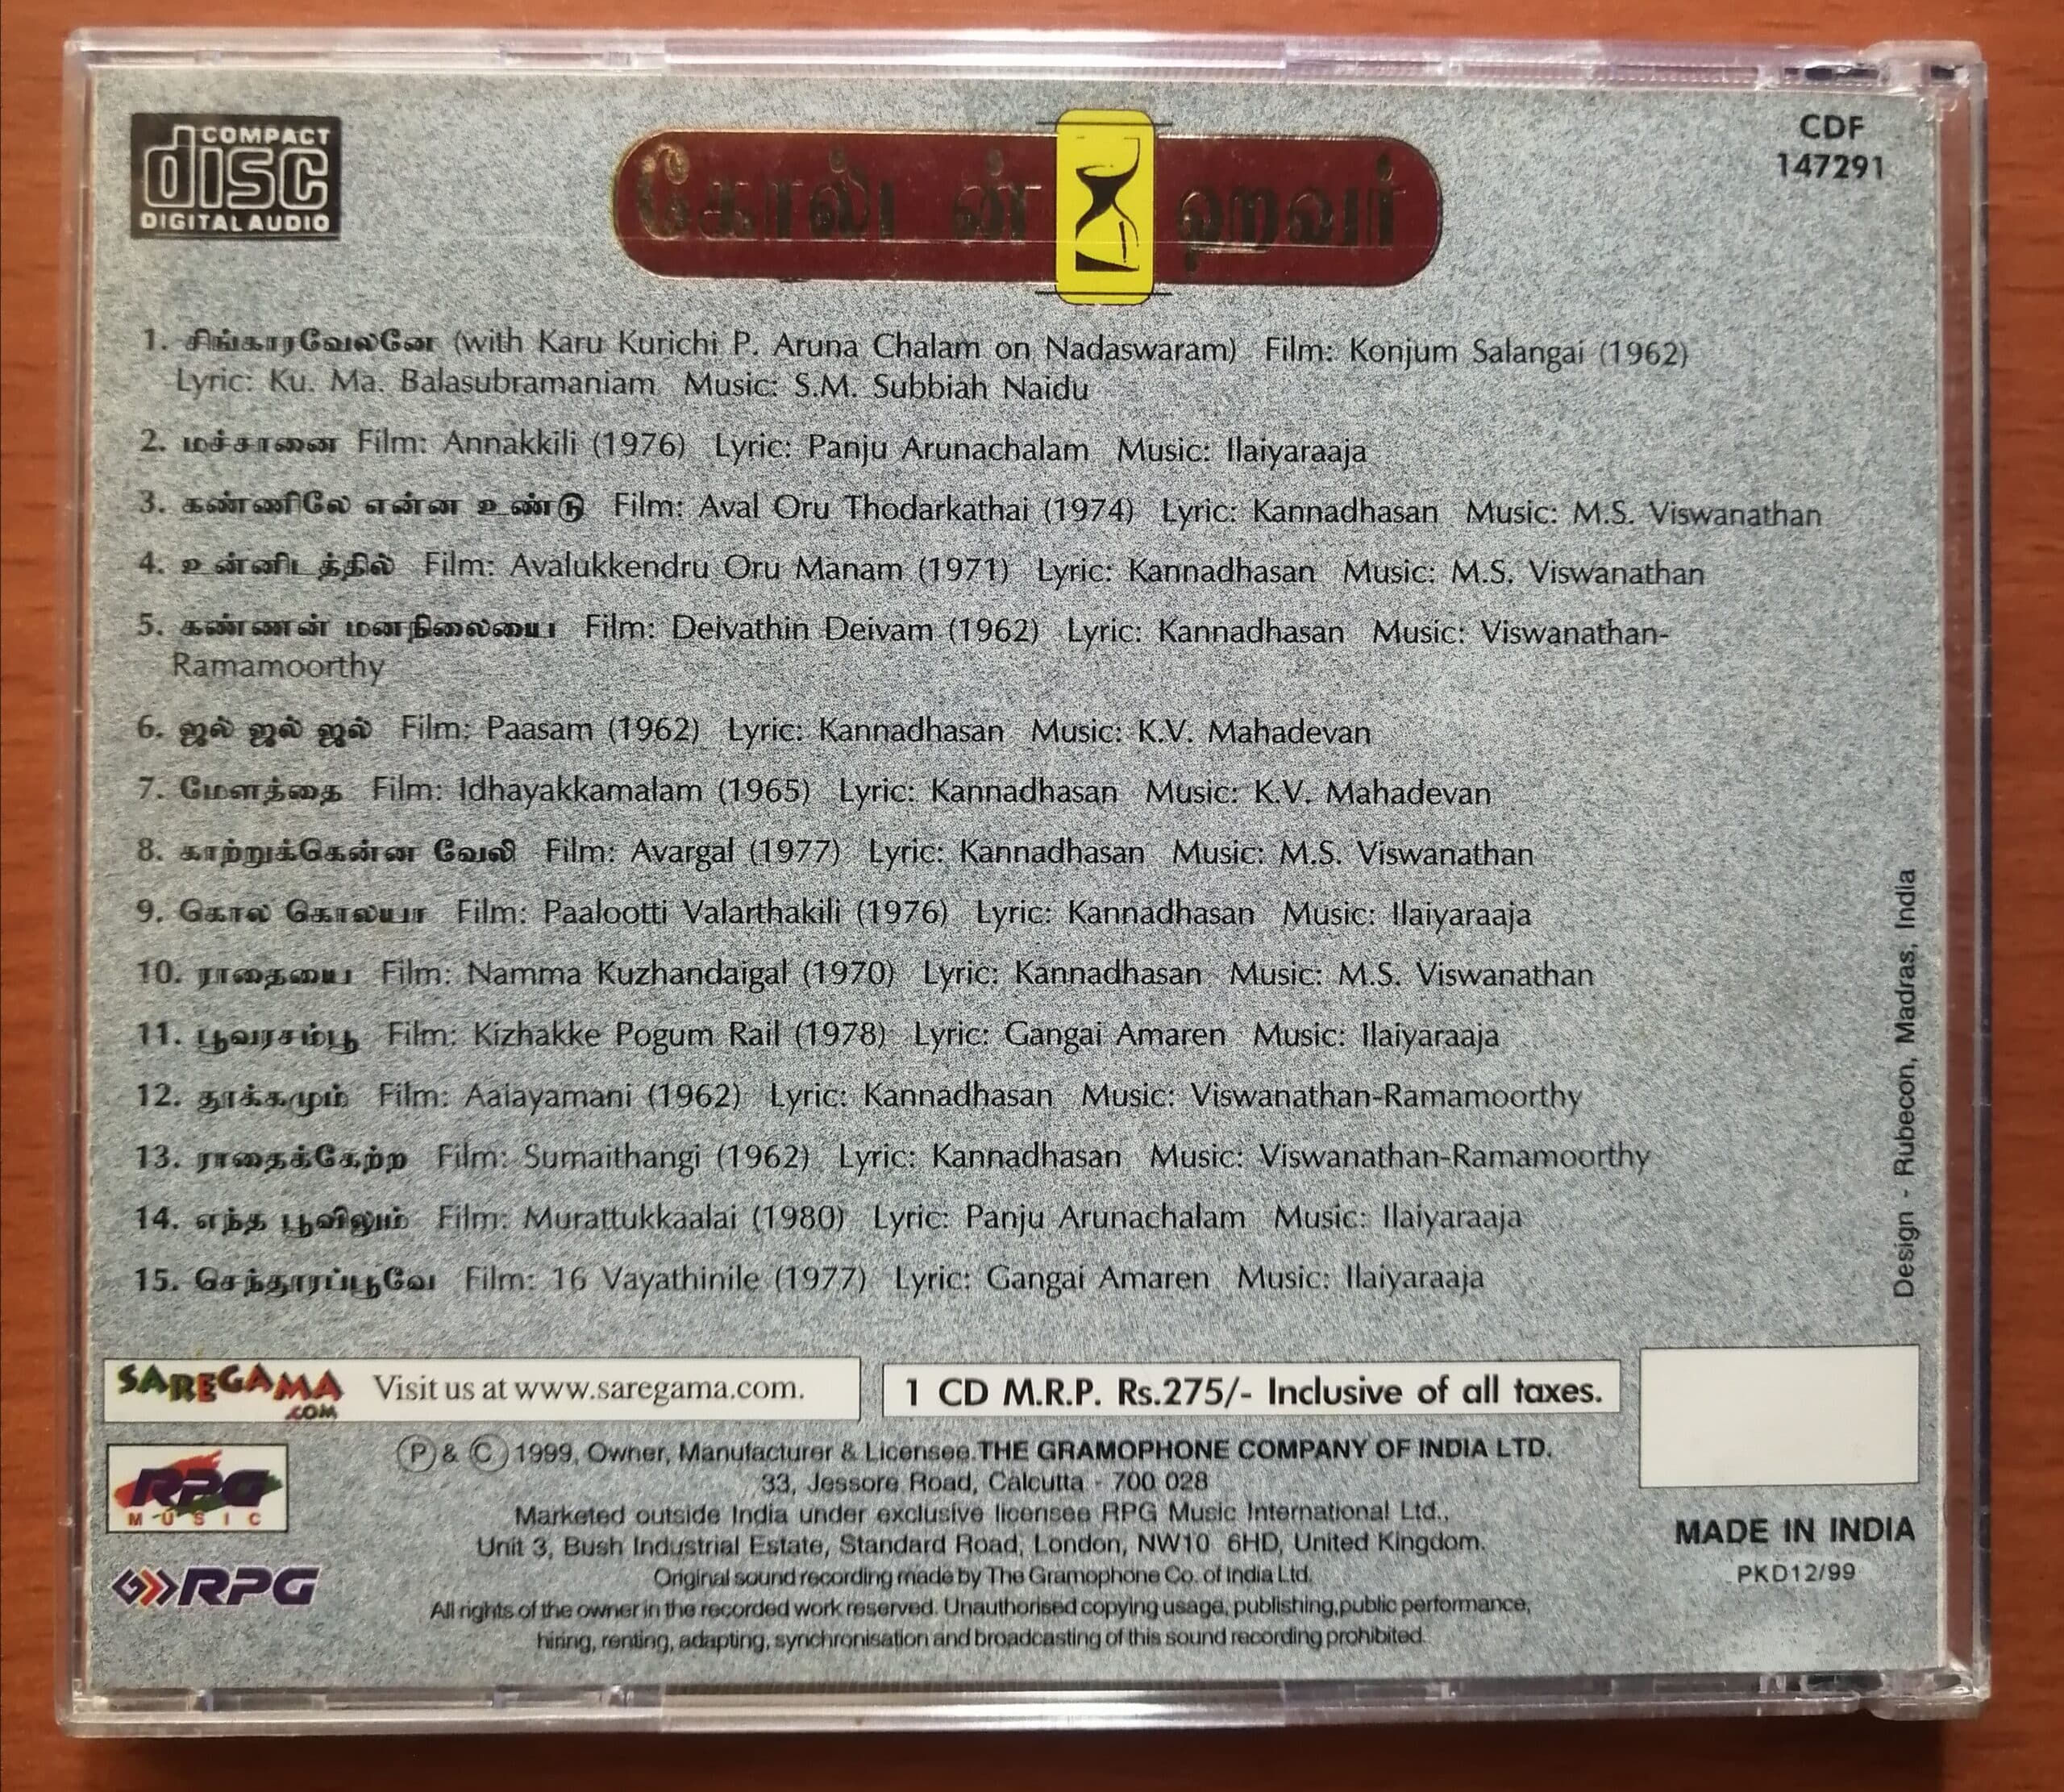 COMPACT
disc
DIGITAL AUDIO
கோல்டன் ஹவர்
CDF
147291
1. சிங்காரவேலனே (with Karu Kurichi P. Aruna Chalam on Nadaswaram) Film: Konjum Salangai (1962)
Lyric: Ku. Ma. Balasubramaniam Music: S.M. Subbiah Naidu
2. மச்சானை Film: Annakkili (1976) Lyric: Panju Arunachalam Music: Ilaiyaraaja
3. கண்ணிலே என்ன உண்டு Film: Aval Oru Thodarkathai (1974) Lyric: Kannadhasan Music: M.S. Viswanathan
4. உன்னிடத்தில் Film: Avalukkendru Oru Manam (1971) Lyric: Kannadhasan Music: M.S. Viswanathan
5. கண்ணன் மனநிலையை Film: Deivathin Deivam (1962) Lyric: Kannadhasan Music: Viswanathan-
Ramamoorthy
6. ஜல் ஜல் ஜல் Film: Paasam (1962) Lyric: Kannadhasan Music: K.V. Mahadevan
7. மேளத்தை Film: Idhayakkamalam (1965) Lyric: Kannadhasan Music: K.V. Mahadevan
8. காற்றுக்கென்ன வேலி Film: Avargal (1977) Lyric: Kannadhasan Music: M.S. Viswanathan
9. கொல கொலயா Film: Paalootti Valarthakili (1976) Lyric: Kannadhasan Music: Ilaiyaraaja
10. ராதையை Film: Namma Kuzhandaigal (1970) Lyric: Kannadhasan Music: M.S. Viswanathan
11. பூவரசம்பூ Film: Kizhakke Pogum Rail (1978) Lyric: Gangai Amaren Music: Ilaiyaraaja
12. தூக்கமும் Film: Aalayamani (1962) Lyric: Kannadhasan Music: Viswanathan-Ramamoorthy
13. ராதைக்கேற்ற Film: Sumaithangi (1962) Lyric: Kannadhasan Music: Viswanathan-Ramamoorthy
14. எந்த பூவிலும் Film: Murattukkaalai (1980) Lyric: Panju Arunachalam Music: Ilaiyaraaja
15. செந்தூரப்பூவே Film: 16 Vayathinile (1977) Lyric: Gangai Amaren Music: Ilaiyaraaja
Design - Rubecon, Madras, India
SAREGAMA
.COM
Visit us at www.saregama.com.
1 CD M.R.P. Rs.275/- Inclusive of all taxes.
RPG
MUSIC
RPG
Ⓟ & Ⓒ 1999, Owner, Manufacturer & Licensee THE GRAMOPHONE COMPANY OF INDIA LTD.
33, Jessore Road, Calcutta - 700 028
Marketed outside India under exclusive licensee RPG Music International Ltd.,
Unit 3, Bush Industrial Estate, Standard Road, London, NW10 6HD, United Kingdom.
Original sound recording made by The Gramophone Co. of India Ltd.
All rights of the owner in the recorded work reserved. Unauthorised copying usage, publishing,public performance,
hiring, renting, adapting, synchronisation and broadcasting of this sound recording prohibited.
MADE IN INDIA
PKD12/99